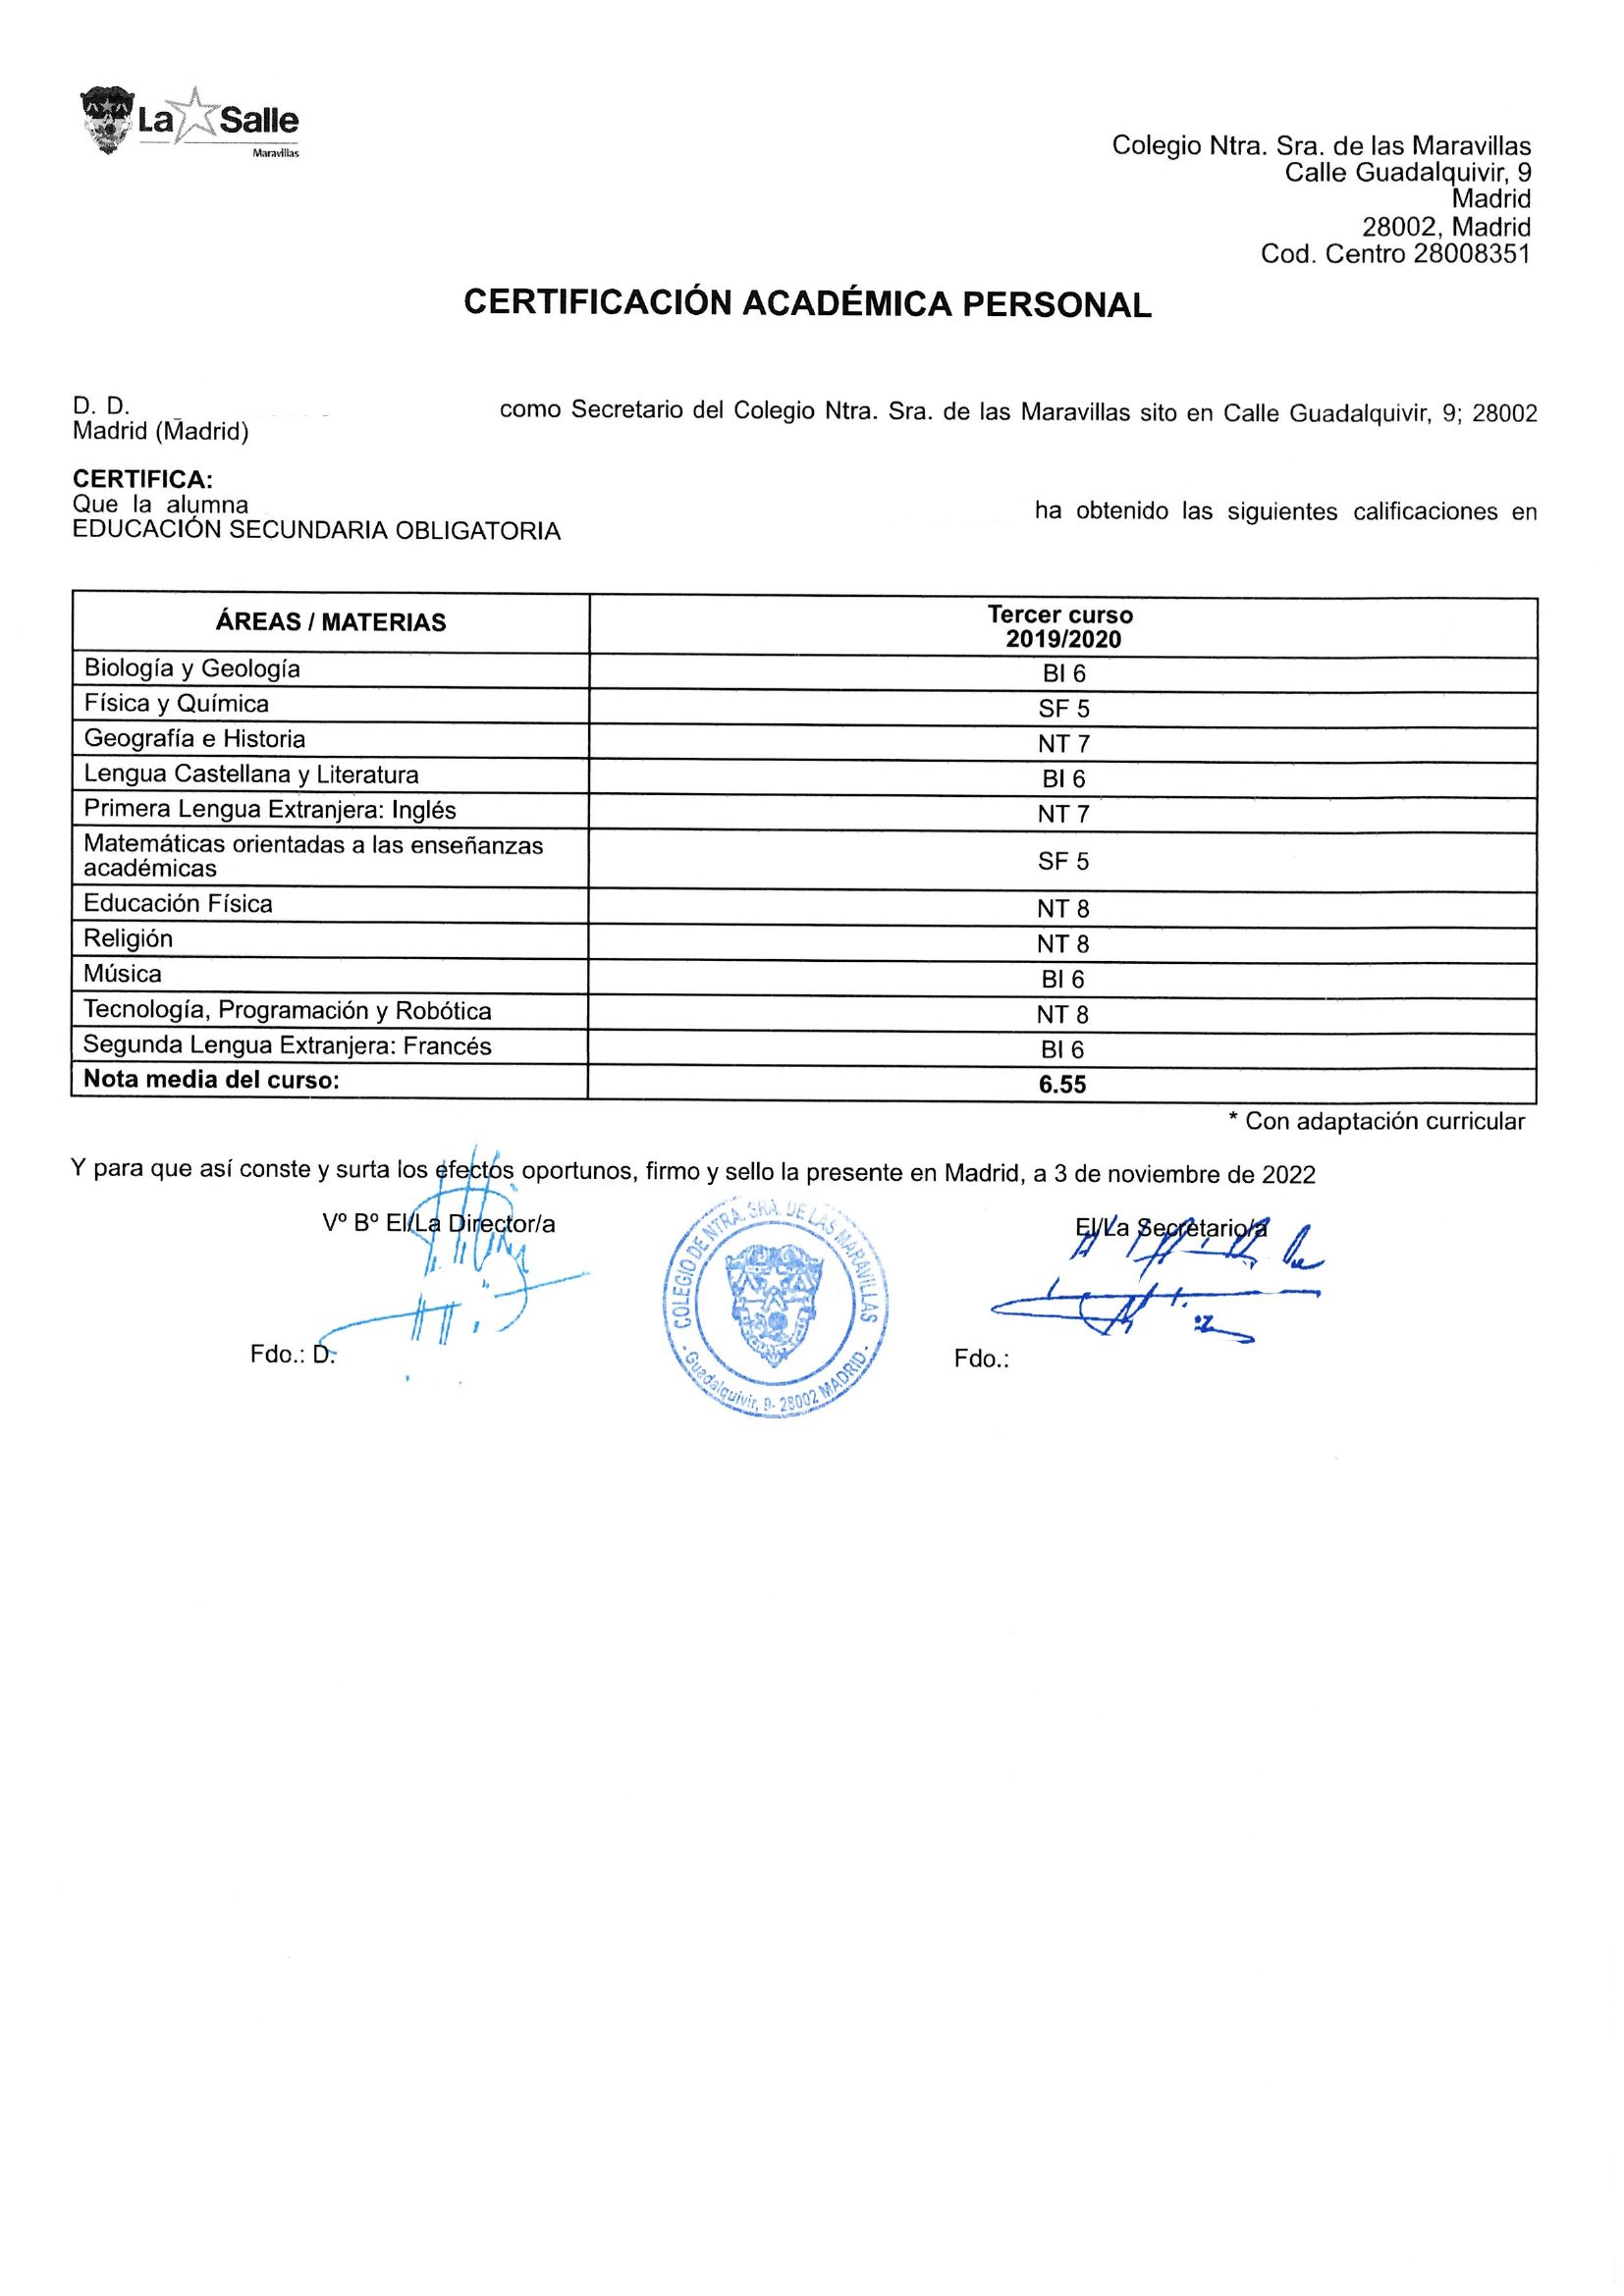 La Salle
Maravillas
Colegio Ntra. Sra. de las Maravillas
Calle Guadalquivir, 9
Madrid
28002, Madrid
Cod. Centro 28008351
CERTIFICACIÓN ACADÉMICA PERSONAL
D. D. como Secretario del Colegio Ntra. Sra. de las Maravillas sito en Calle Guadalquivir, 9; 28002
Madrid (Madrid)
CERTIFICA:
Que la alumna ha obtenido las siguientes calificaciones en
EDUCACIÓN SECUNDARIA OBLIGATORIA
ÁREAS / MATERIAS Tercer curso
2019/2020
Biología y Geología BI 6
Física y Química SF 5
Geografía e Historia NT 7
Lengua Castellana y Literatura BI 6
Primera Lengua Extranjera: Inglés NT 7
Matemáticas orientadas a las enseñanzas
académicas SF 5
Educación Física NT 8
Religión NT 8
Música BI 6
Tecnología, Programación y Robótica NT 8
Segunda Lengua Extranjera: Francés BI 6
Nota media del curso: 6.55
* Con adaptación curricular
Y para que así conste y surta los efectos oportunos, firmo y sello la presente en Madrid, a 3 de noviembre de 2022
Vº Bº El/La Director/a El/La Secretario/a
COLEGIO DE NTRA. SRA. DE LAS MARAVILLAS
- Guadalquivir, 9- 28002 MADRID -
Fdo.: D. Fdo.: